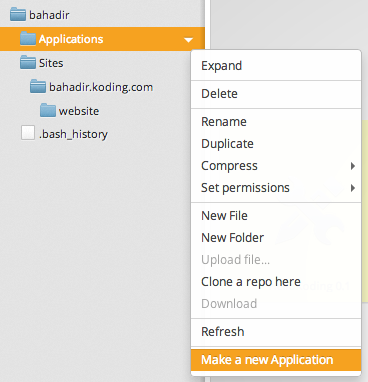 bahadir
Applications
Sites
bahadir.koding.com
website
.bash_history
Expand
Delete
Rename
Duplicate
Compress
Set permissions
New File
New Folder
Upload file...
Clone a repo here
Download
Refresh
Make a new Application